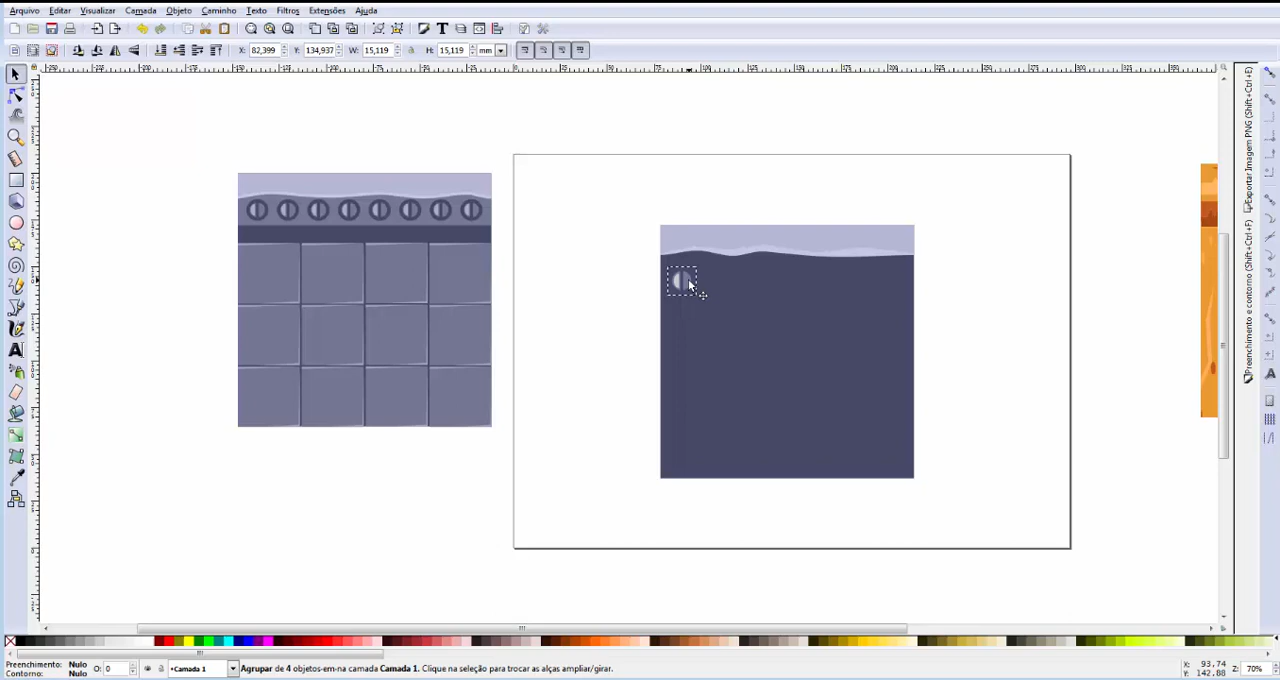 Arquivo Editar Visualizar Camada Objeto Caminho Texto Filtros Extensões Ajuda
X: 82,399 Y: 134,937 W: 15,119 H: 15,119 mm
Exportar Imagem PNG (Shift+Ctrl+E)
Preenchimento e contorno (Shift+Ctrl+F)
Preenchimento: Nulo O: 0 •Camada 1 Agrupar de 4 objetos-em-na camada Camada 1. Clique na seleção para trocar as alças ampliar/girar. X: 93.74 Z: 70%
Contorno: Nulo Y: 142.88